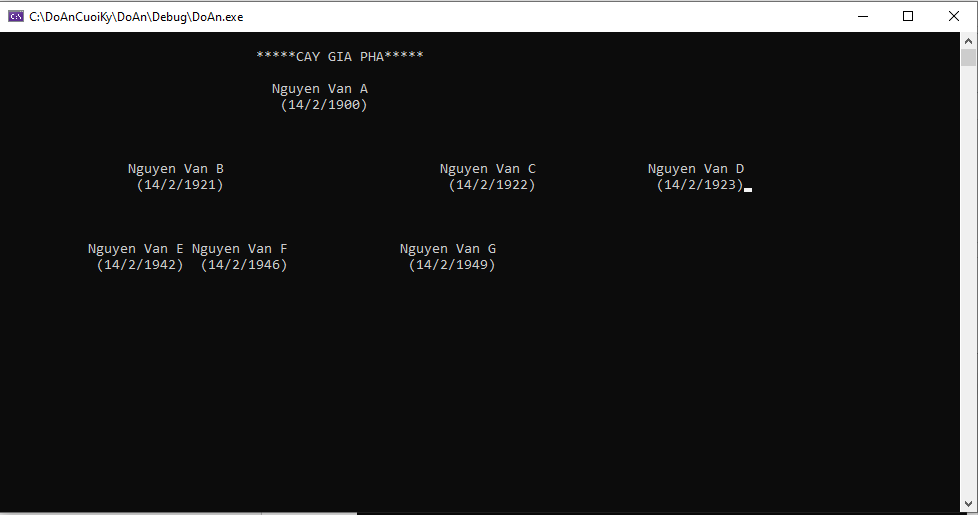 C:\DoAnCuoiKy\DoAn\Debug\DoAn.exe
*****CAY GIA PHA*****
Nguyen Van A
(14/2/1900)
Nguyen Van B Nguyen Van C Nguyen Van D
(14/2/1921) (14/2/1922) (14/2/1923)
Nguyen Van E Nguyen Van F Nguyen Van G
(14/2/1942) (14/2/1946) (14/2/1949)